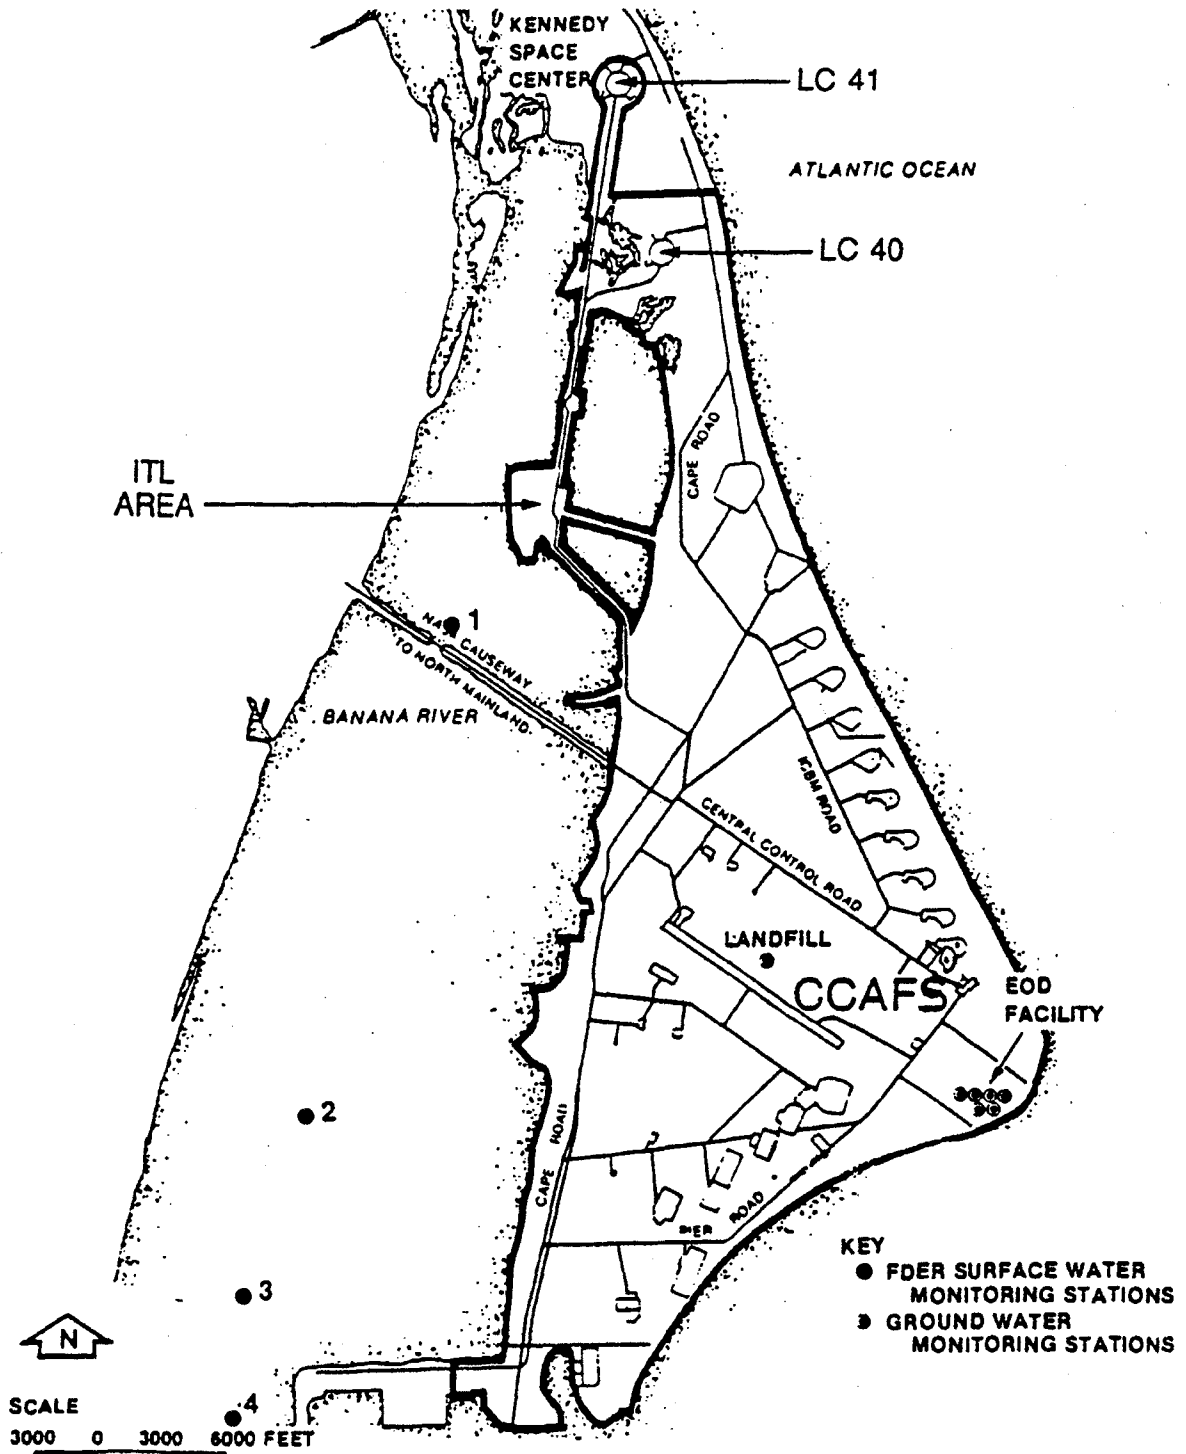 KENNEDY
SPACE
CENTER
LC 41
ATLANTIC OCEAN
LC 40
CAPE ROAD
ITL
AREA
1
NASA CAUSEWAY
TO NORTH MAINLAND
BANANA RIVER
ICBM ROAD
CENTRAL CONTROL ROAD
LANDFILL
CCAFS
EOD
FACILITY
2
CAPE ROAD
PIER ROAD
3
KEY
FDER SURFACE WATER
MONITORING STATIONS
GROUND WATER
MONITORING STATIONS
N
SCALE
4
3000 0 3000 6000 FEET